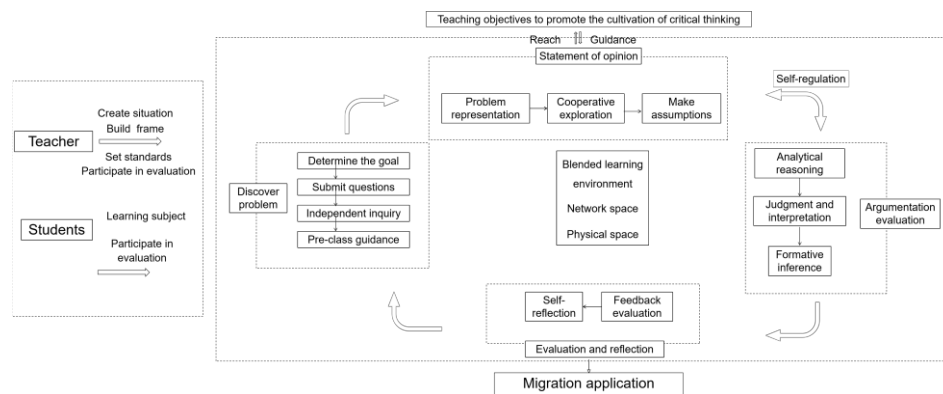 Teaching objectives to promote the cultivation of critical thinking
Reach Guidance
Statement of opinion
Self-regulation
Problem
representation
Cooperative
exploration
Make
assumptions
Create situation
Build frame
Teacher
Set standards
Participate in evaluation
Learning subject
Students
Participate in
evaluation
Discover
problem
Determine the goal
Submit questions
Independent inquiry
Pre-class guidance
Blended learning
environment
Network space
Physical space
Analytical
reasoning
Judgment and
interpretation
Formative
inference
Argumentation
evaluation
Self-
reflection
Feedback
evaluation
Evaluation and reflection
Migration application